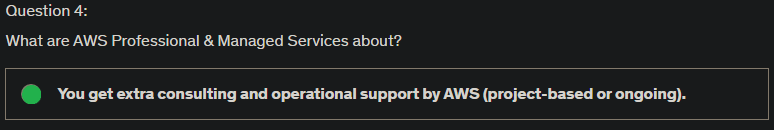 Question 4:
What are AWS Professional & Managed Services about?
You get extra consulting and operational support by AWS (project-based or ongoing).